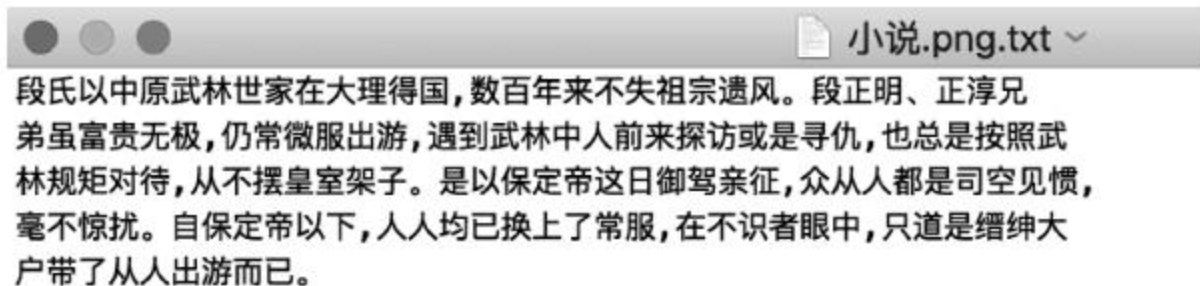 小说.png.txt
段氏以中原武林世家在大理得国,数百年来不失祖宗遗风。段正明、正淳兄
弟虽富贵无极,仍常微服出游,遇到武林中人前来探访或是寻仇,也总是按照武
林规矩对待,从不摆皇室架子。是以保定帝这日御驾亲征,众从人都是司空见惯,
毫不惊扰。自保定帝以下,人人均已换上了常服,在不识者眼中,只道是缙绅大
户带了从人出游而已。